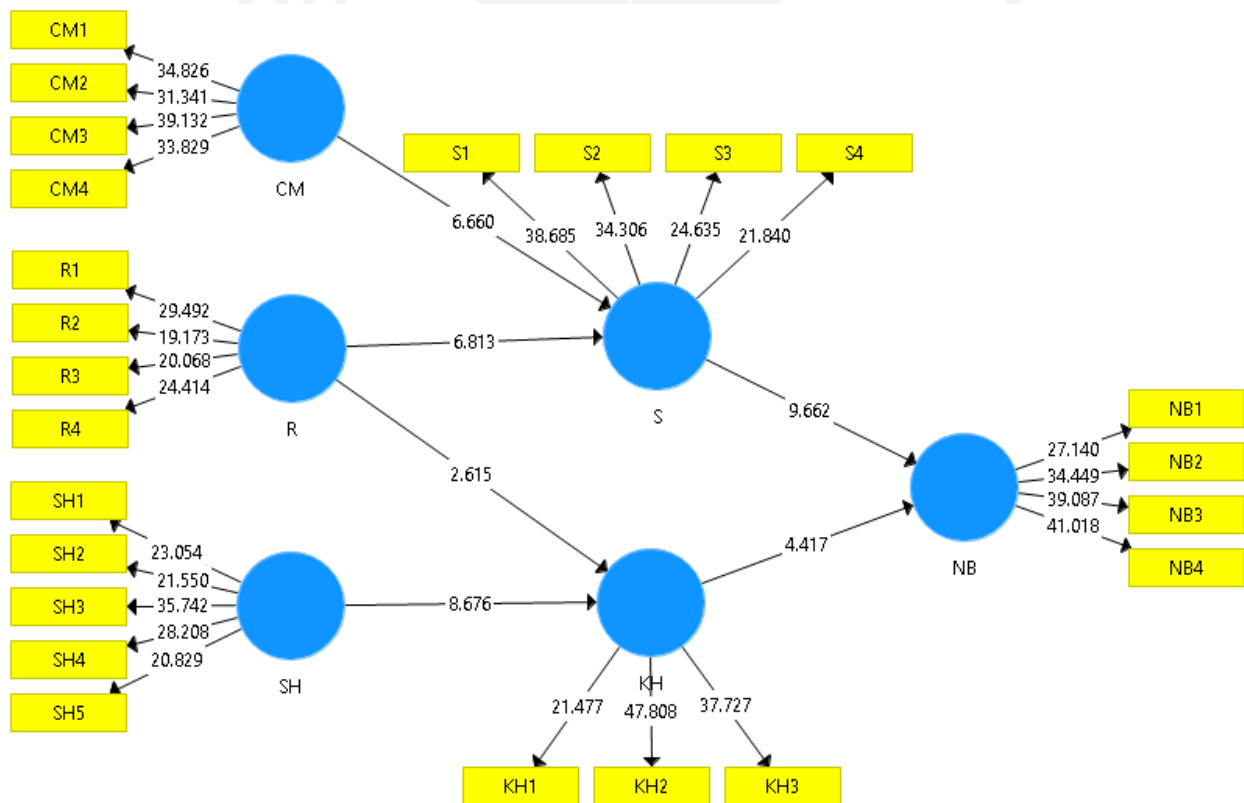 CM1
CM2
CM3
CM4
34.826
31.341
39.132
33.829
CM
R1
R2
R3
R4
29.492
19.173
20.068
24.414
R
SH1
SH2
SH3
SH4
SH5
23.054
21.550
35.742
28.208
20.829
SH
6.660
6.813
2.615
8.676
S1 S2 S3 S4
38.685 34.306 24.635 21.840
S
KH
21.477 47.808 37.727
KH1 KH2 KH3
9.662
4.417
NB
27.140
34.449
39.087
41.018
NB1
NB2
NB3
NB4